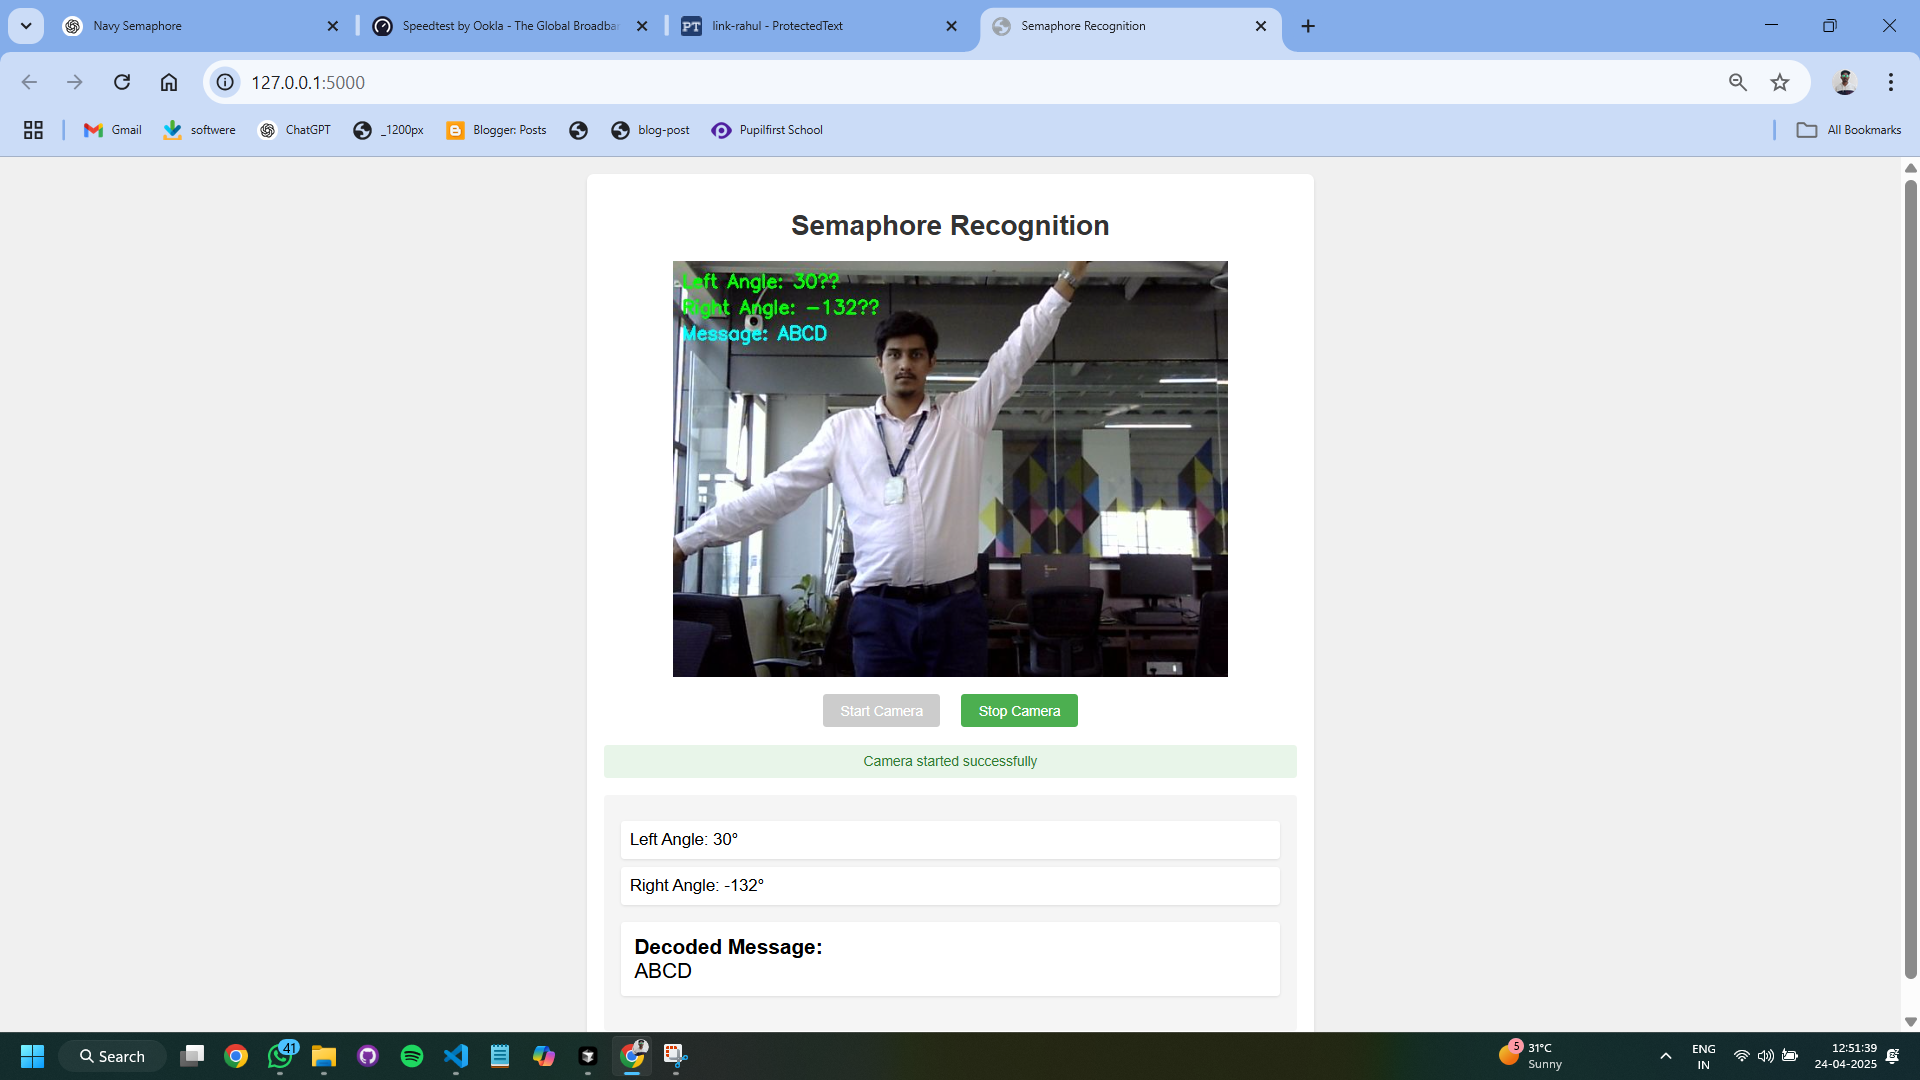 Navy Semaphore
Speedtest by Ookla - The Global Broadba
PT link-rahul - ProtectedText
Semaphore Recognition
127.0.0.1:5000
Gmail
softwere
ChatGPT
_1200px
Blogger: Posts
blog-post
Pupilfirst School
All Bookmarks
Semaphore Recognition
Left Angle: 30??
Right Angle: -132??
Message: ABCD
Start Camera
Stop Camera
Camera started successfully
Left Angle: 30°
Right Angle: -132°
Decoded Message:
ABCD
Search
41
5
31°C
Sunny
ENG
IN
12:51:39
24-04-2025